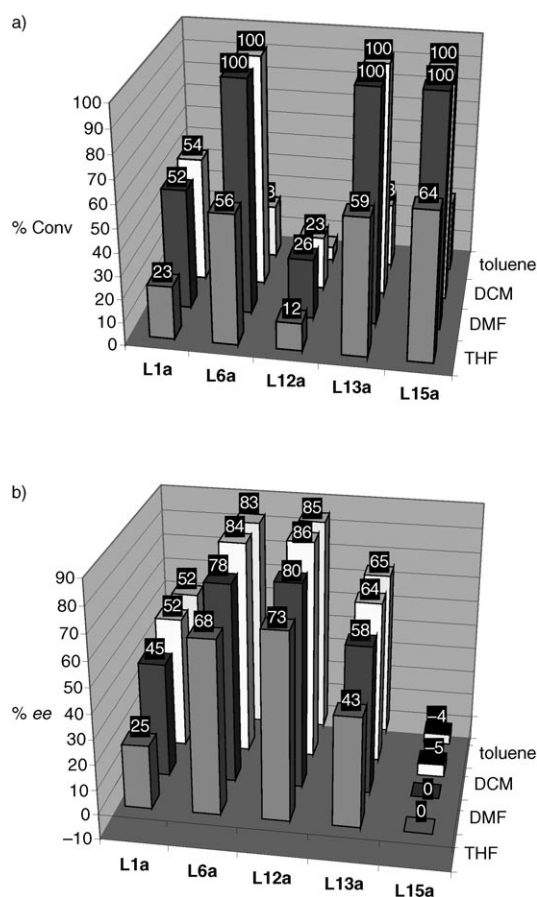 a)
% Conv
100
90
80
70
60
50
40
30
20
10
0
100
100
100
100
100
100
54
52
56
23
23
26
12
59
64
toluene
DCM
DMF
THF
L1a
L6a
L12a
L13a
L15a
b)
% ee
90
80
70
60
50
40
30
20
10
0
−10
83
85
84
86
52
78
80
65
52
68
73
64
45
58
25
43
−4
−5
0
0
toluene
DCM
DMF
THF
L1a
L6a
L12a
L13a
L15a